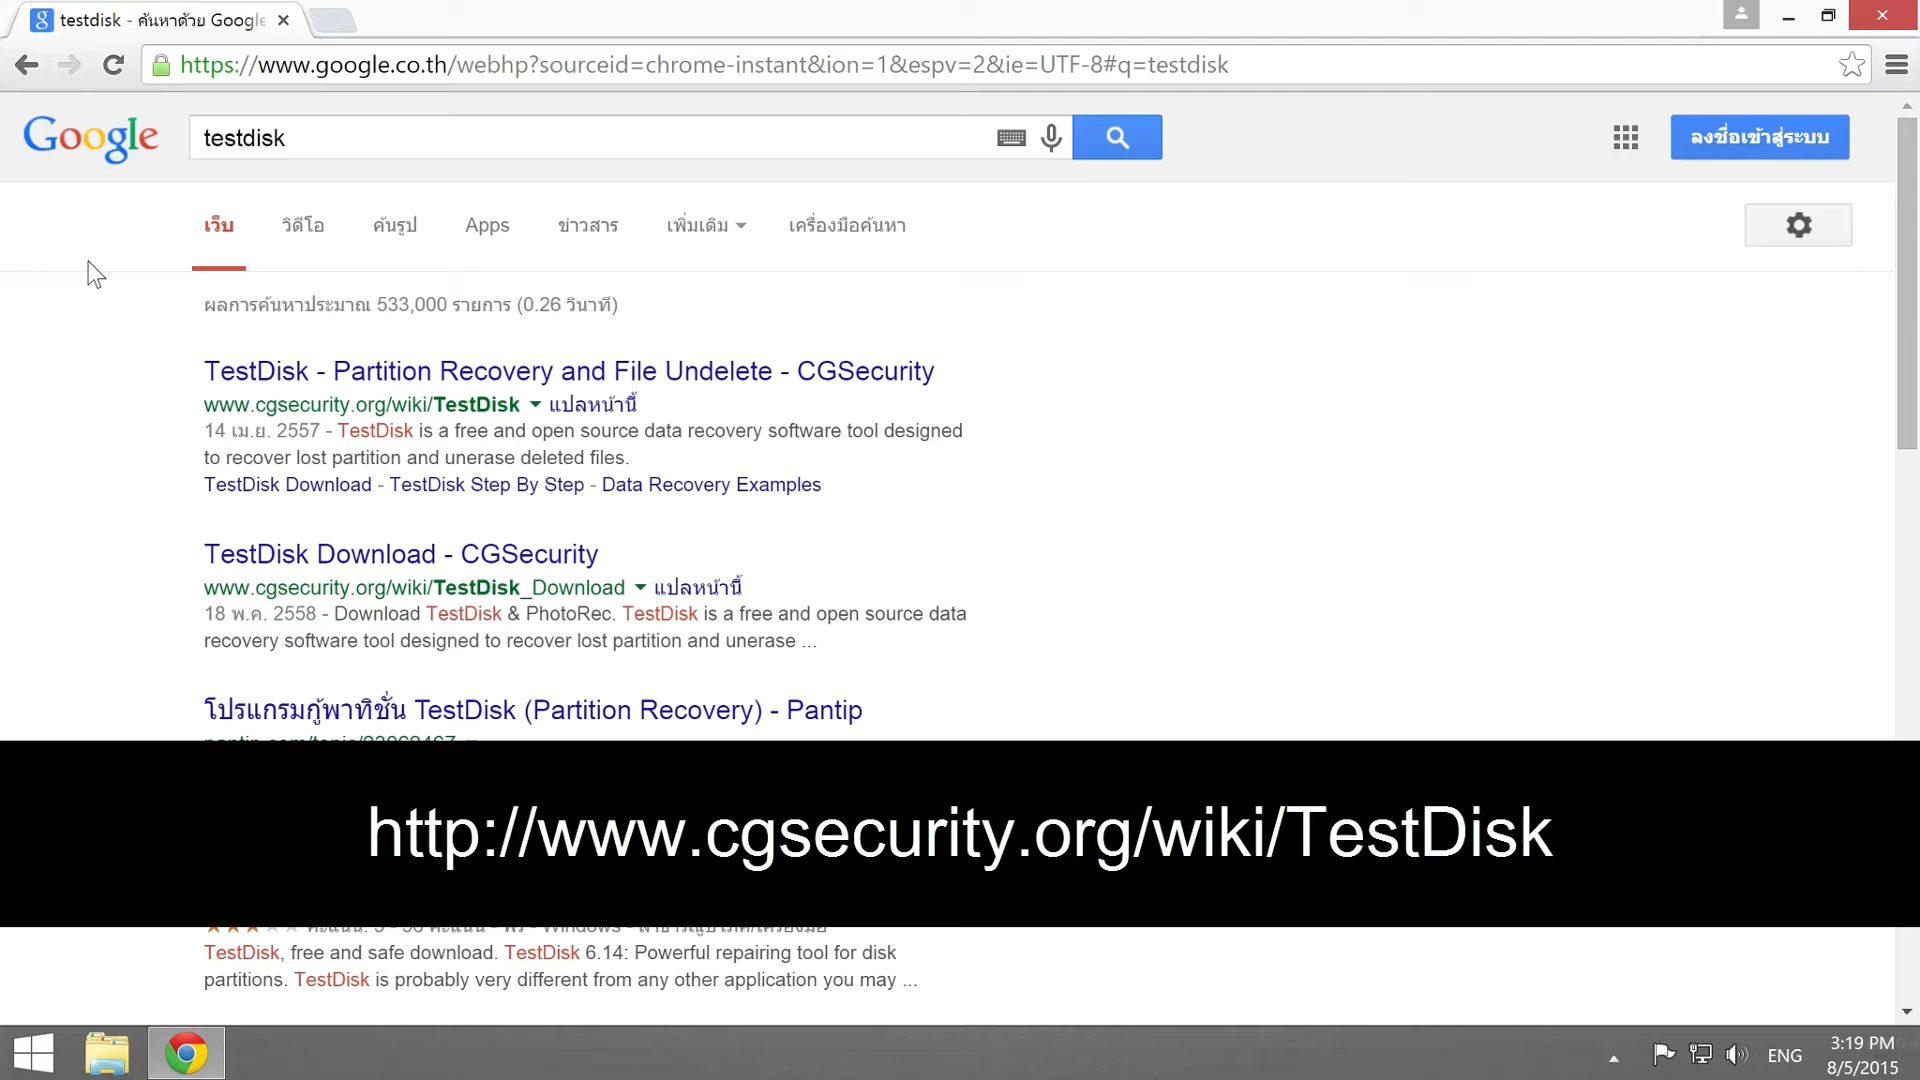 testdisk - ค้นหาด้วย Google
https://www.google.co.th/webhp?sourceid=chrome-instant&ion=1&espv=2&ie=UTF-8#q=testdisk
Google
testdisk
ลงชื่อเข้าสู่ระบบ
เว็บ วิดีโอ ค้นรูป Apps ข่าวสาร เพิ่มเติม เครื่องมือค้นหา
ผลการค้นหาประมาณ 533,000 รายการ (0.26 วินาที)
TestDisk - Partition Recovery and File Undelete - CGSecurity
www.cgsecurity.org/wiki/TestDisk แปลหน้านี้
14 เม.ย. 2557 - TestDisk is a free and open source data recovery software tool designed
to recover lost partition and unerase deleted files.
TestDisk Download - TestDisk Step By Step - Data Recovery Examples
TestDisk Download - CGSecurity
www.cgsecurity.org/wiki/TestDisk_Download แปลหน้านี้
18 พ.ค. 2558 - Download TestDisk & PhotoRec. TestDisk is a free and open source data
recovery software tool designed to recover lost partition and unerase ...
โปรแกรมกู้พาทิชั่น TestDisk (Partition Recovery) - Pantip
http://www.cgsecurity.org/wiki/TestDisk
TestDisk, free and safe download. TestDisk 6.14: Powerful repairing tool for disk
partitions. TestDisk is probably very different from any other application you may ...
ENG
3:19 PM
8/5/2015